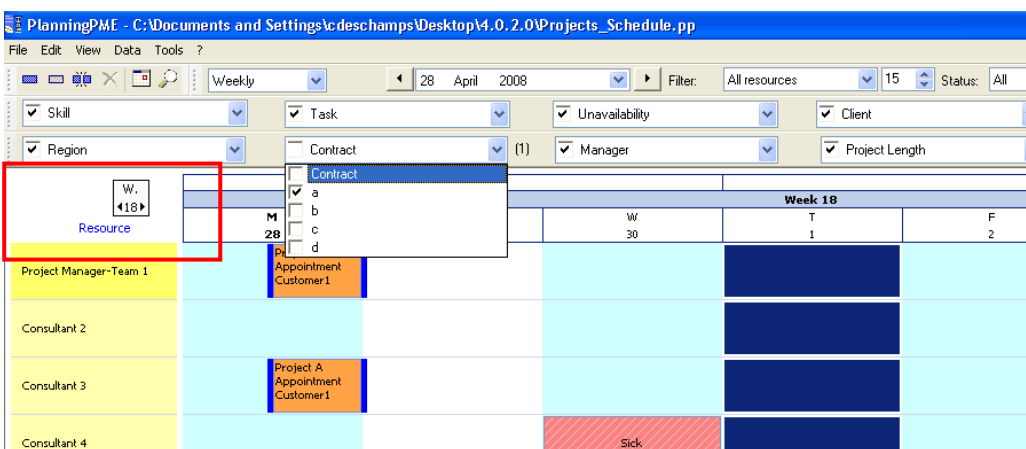 PlanningPME - C:\Documents and Settings\cdeschamps\Desktop\4.0.2.0\Projects_Schedule.pp
File Edit View Data Tools ?
Weekly 28 April 2008 Filter: All resources 15 Status: All
Skill Task Unavailability Client
Region Contract (1) Manager Project Length
Contract
a
b
c
d
W.
18
Resource
Week 18
M W T F
28 30 1 2
Project Manager-Team 1
Appointment
Customer1
Consultant 2
Consultant 3
Project A
Appointment
Customer1
Consultant 4
Sick